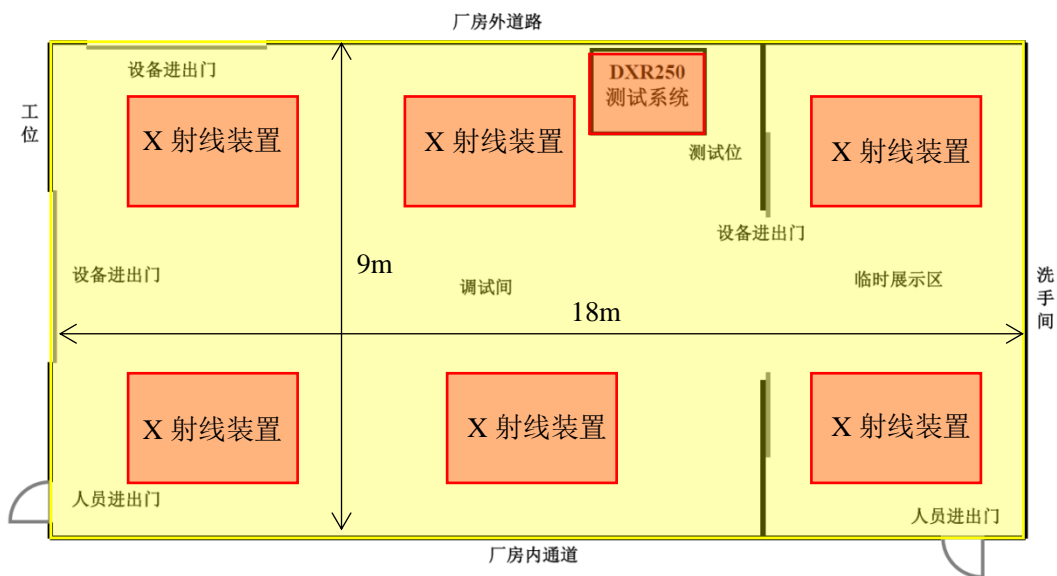 厂房外道路
设备进出门
DXR250
测试系统
工
位
X 射线装置
X 射线装置
X 射线装置
测试位
设备进出门
9m
设备进出门
调试间
临时展示区
洗
手
间
18m
X 射线装置
X 射线装置
X 射线装置
人员进出门
人员进出门
厂房内通道